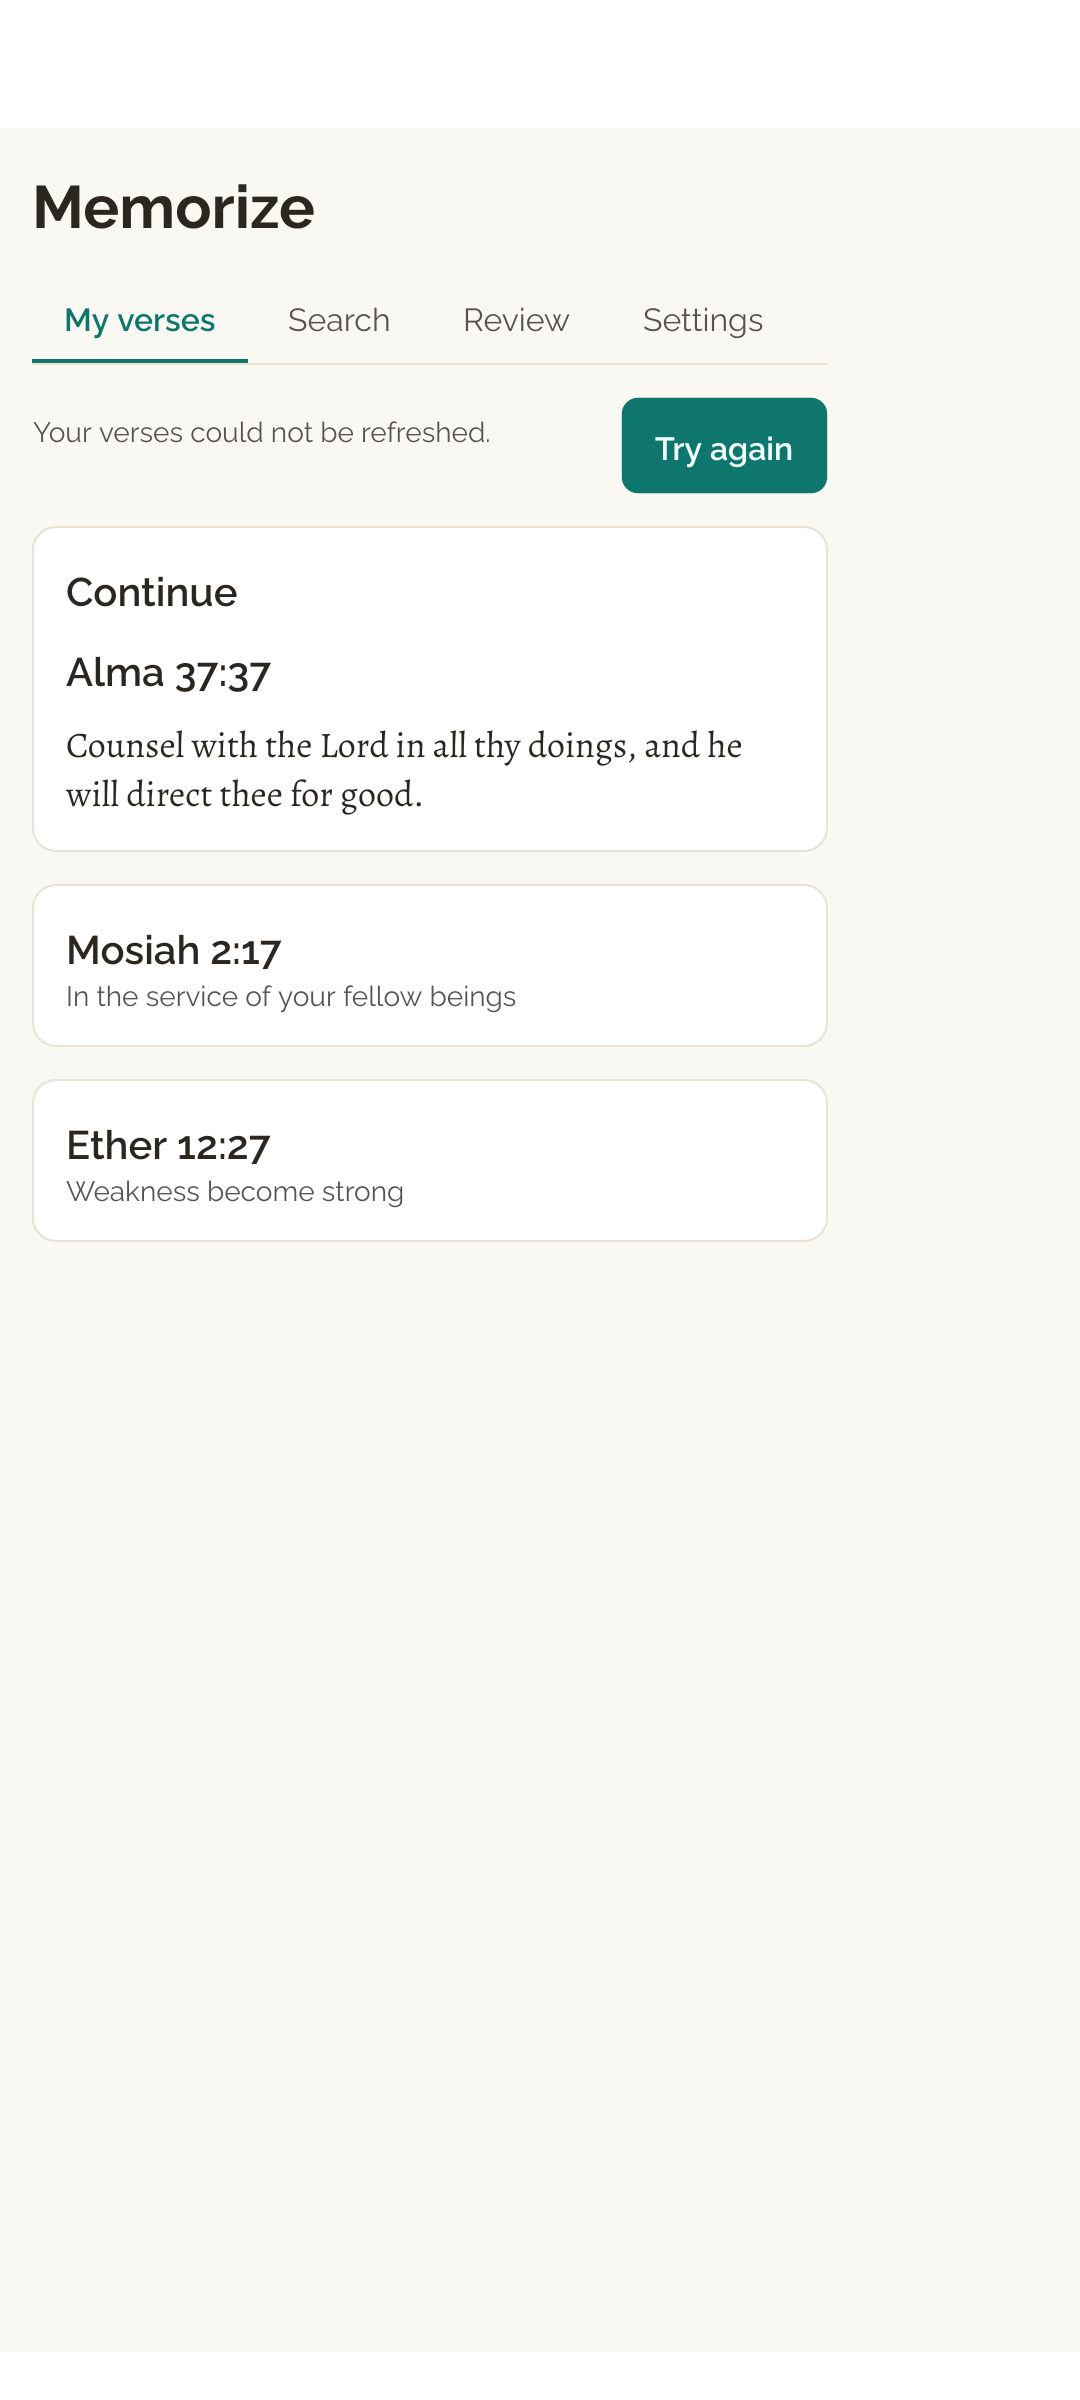 Memorize
My verses Search Review Settings
Your verses could not be refreshed.
Try again
Continue
Alma 37:37
Counsel with the Lord in all thy doings, and he
will direct thee for good.
Mosiah 2:17
In the service of your fellow beings
Ether 12:27
Weakness become strong